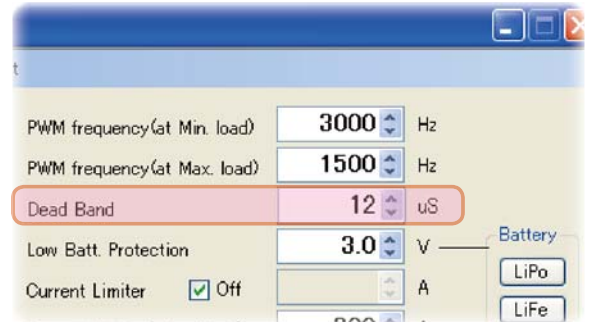 t
PWM frequency(at Min. load) 3000 Hz
PWM frequency(at Max. load) 1500 Hz
Dead Band 12 uS
Low Batt. Protection 3.0 V Battery
LiPo
Current Limiter Off A
LiFe